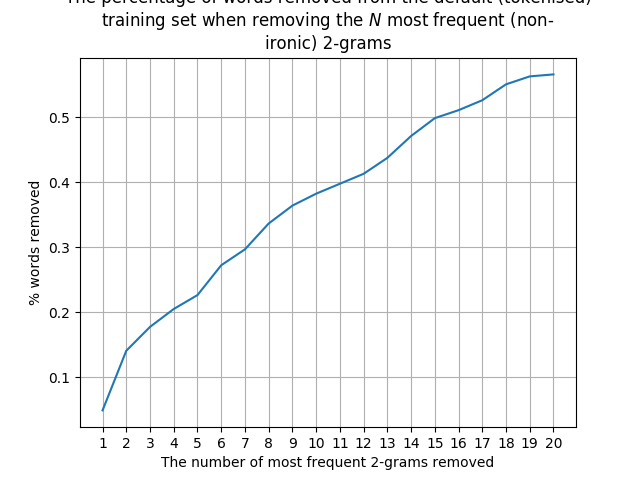 The percentage of words removed from the default (tokenised)
training set when removing the N most frequent (non-
ironic) 2-grams
0.5
0.4
0.3
0.2
0.1
% words removed
1 2 3 4 5 6 7 8 9 10 11 12 13 14 15 16 17 18 19 20
The number of most frequent 2-grams removed